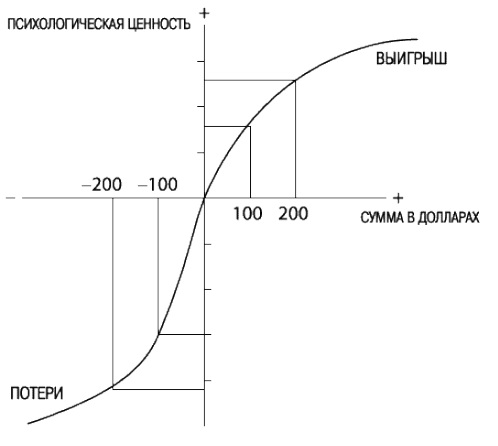 ПСИХОЛОГИЧЕСКАЯ ЦЕННОСТЬ +
ВЫИГРЫШ
−200 −100
− +
100 200 СУММА В ДОЛЛАРАХ
ПОТЕРИ
−